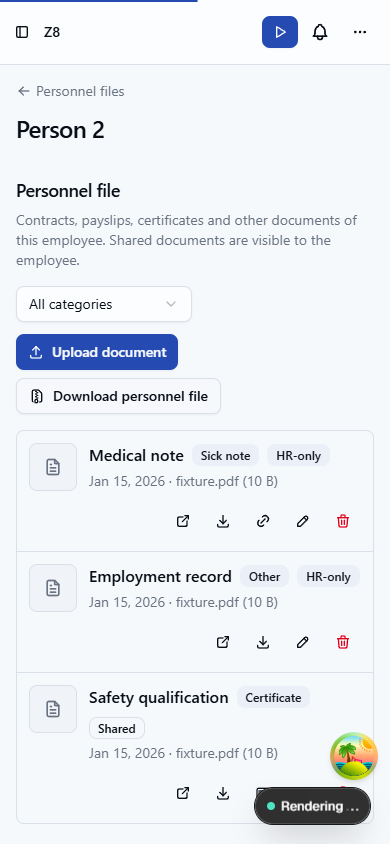 Z8
Personnel files
Person 2
Personnel file
Contracts, payslips, certificates and other documents of
this employee. Shared documents are visible to the
employee.
All categories
Upload document
Download personnel file
Medical note Sick note HR-only
Jan 15, 2026 · fixture.pdf (10 B)
Employment record Other HR-only
Jan 15, 2026 · fixture.pdf (10 B)
Safety qualification Certificate
Shared
Jan 15, 2026 · fixture.pdf (10 B)
Rendering ...